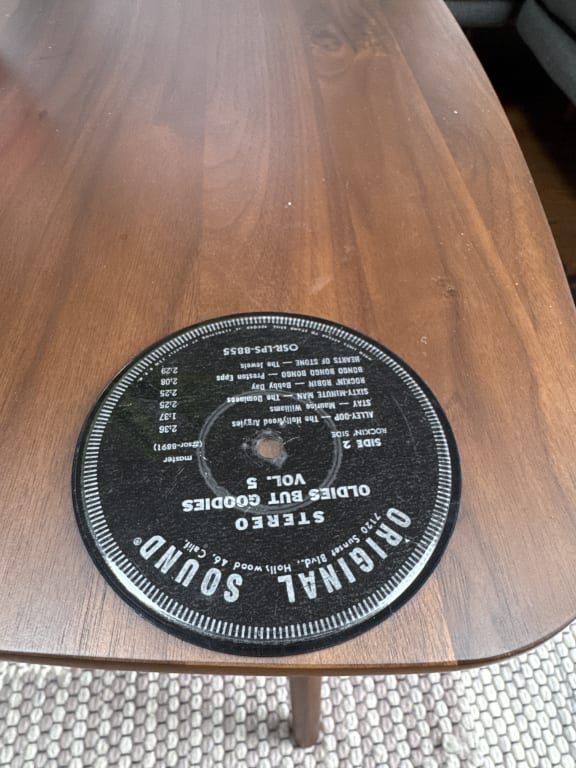 ORIGINAL SOUND®
7120 Sunset Blvd., Hollywood 46, Calif.
STEREO
OLDIES BUT GOODIES
VOL. 5
SIDE 2
ROCKIN' SIDE
master
(#sor-8891)
ALLEY-OOP — The Hollywood Argyles 2:36
STAY — Maurice Williams 1:37
SIXTY-MINUTE MAN — The Dominoes 2:25
ROCKIN' ROBIN — Bobby Day 2:25
BONGO BONGO BONGO — Preston Epps 2:08
HEARTS OF STONE — The Jewels 2:29
OSR-LPS-8855